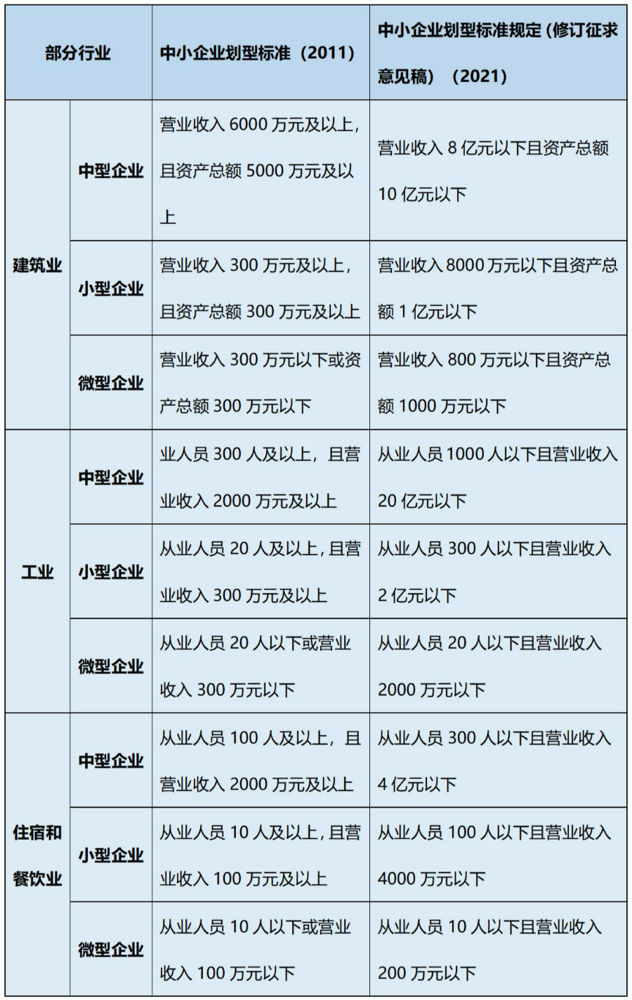 部分行业
中小企业划型标准（2011）
中小企业划型标准规定（修订征求
意见稿）（2021）
建筑业
中型企业
营业收入 6000 万元及以上，
且资产总额 5000 万元及以
上
营业收入 8 亿元以下且资产总额
10 亿元以下
小型企业
营业收入 300 万元及以上，
且资产总额 300 万元及以上
营业收入 8000 万元以下且资产总
额 1 亿元以下
微型企业
营业收入 300 万元以下或资
产总额 300 万元以下
营业收入 800 万元以下且资产总
额 1000 万元以下
工业
中型企业
业人员 300 人及以上，且营
业收入 2000 万元及以上
从业人员 1000 人以下且营业收入
20 亿元以下
小型企业
从业人员 20 人及以上，且营
业收入 300 万元及以上
从业人员 300 人以下且营业收入
2 亿元以下
微型企业
从业人员 20 人以下或营业
收入 300 万元以下
从业人员 20 人以下且营业收入
2000 万元以下
住宿和
餐饮业
中型企业
从业人员 100 人及以上，且
营业收入 2000 万元及以上
从业人员 300 人以下且营业收入
4 亿元以下
小型企业
从业人员 10 人及以上，且营
业收入 100 万元及以上
从业人员 100 人以下且营业收入
4000 万元以下
微型企业
从业人员 10 人以下或营业
收入 100 万元以下
从业人员 10 人以下且营业收入
200 万元以下